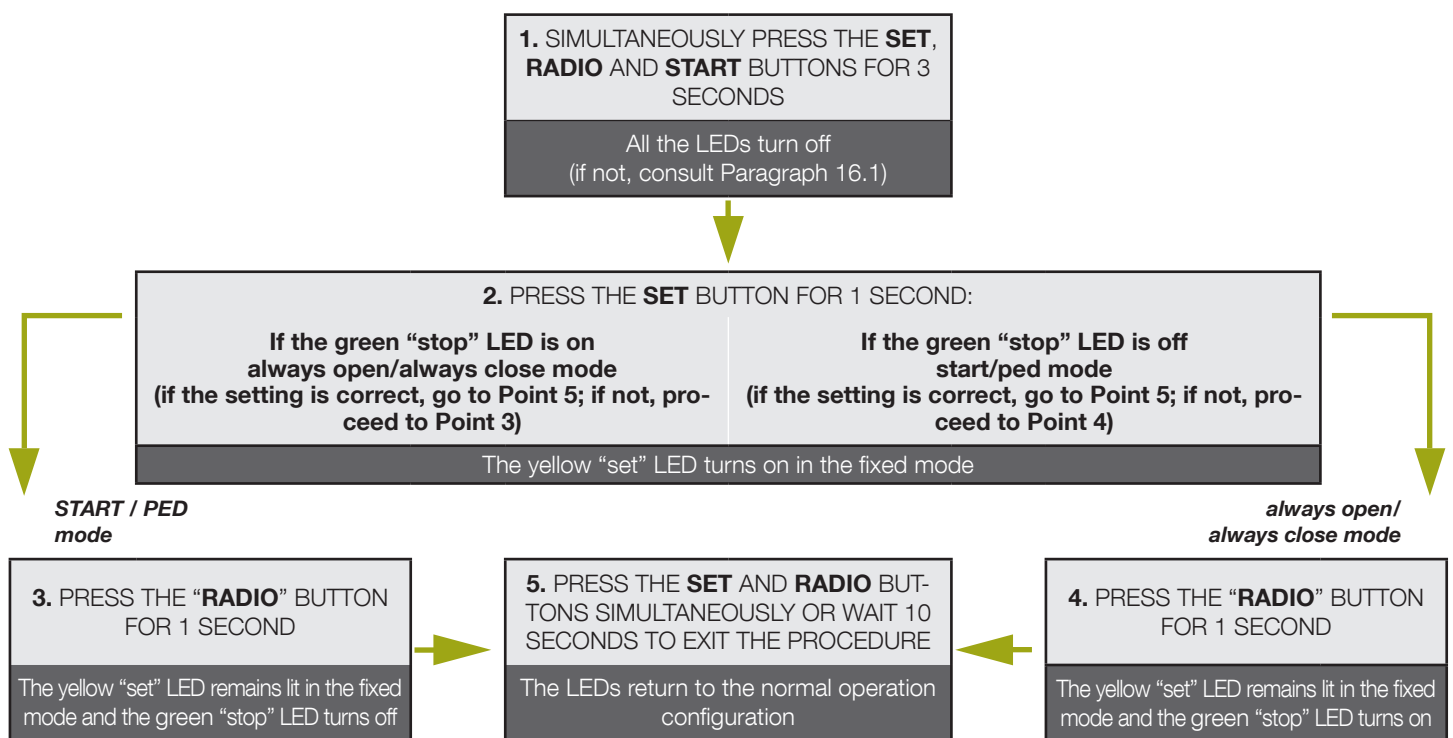 1. SIMULTANEOUSLY PRESS THE SET,
RADIO AND START BUTTONS FOR 3
SECONDS
All the LEDs turn off
(if not, consult Paragraph 16.1)
2. PRESS THE SET BUTTON FOR 1 SECOND:
If the green “stop” LED is on
always open/always close mode
(if the setting is correct, go to Point 5; if not, pro-
ceed to Point 3)
If the green “stop” LED is off
start/ped mode
(if the setting is correct, go to Point 5; if not, pro-
ceed to Point 4)
The yellow “set” LED turns on in the fixed mode
START / PED
mode
always open/
always close mode
3. PRESS THE “RADIO” BUTTON
FOR 1 SECOND
The yellow “set” LED remains lit in the fixed
mode and the green “stop” LED turns off
5. PRESS THE SET AND RADIO BUT-
TONS SIMULTANEOUSLY OR WAIT 10
SECONDS TO EXIT THE PROCEDURE
The LEDs return to the normal operation
configuration
4. PRESS THE “RADIO” BUTTON
FOR 1 SECOND
The yellow “set” LED remains lit in the fixed
mode and the green “stop” LED turns on